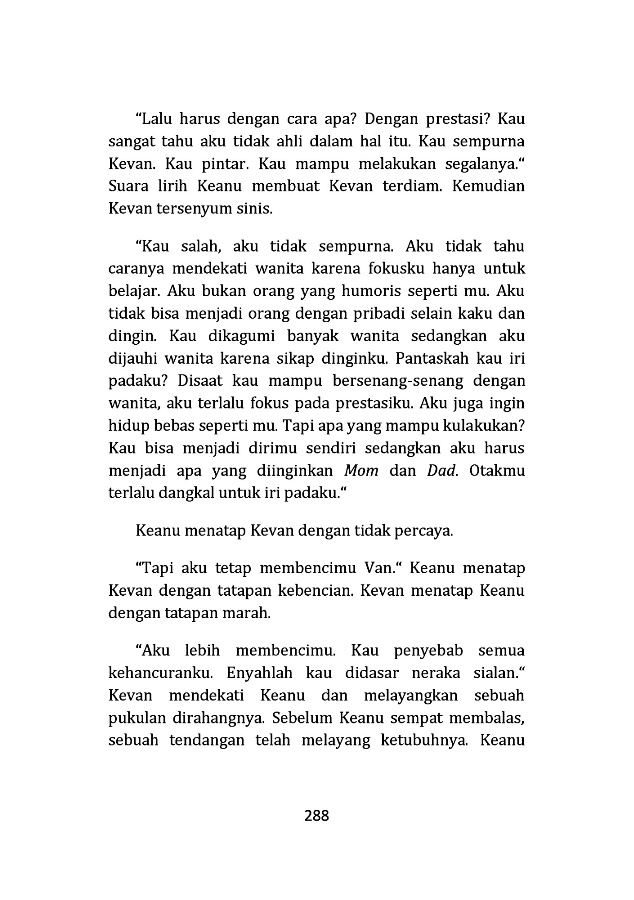 “Lalu harus dengan cara apa? Dengan prestasi? Kau
sangat tahu aku tidak ahli dalam hal itu. Kau sempurna
Kevan. Kau pintar. Kau mampu melakukan segalanya.“
Suara lirih Keanu membuat Kevan terdiam. Kemudian
Kevan tersenyum sinis.
“Kau salah, aku tidak sempurna. Aku tidak tahu
caranya mendekati wanita karena fokusku hanya untuk
belajar. Aku bukan orang yang humoris seperti mu. Aku
tidak bisa menjadi orang dengan pribadi selain kaku dan
dingin. Kau dikagumi banyak wanita sedangkan aku
dijauhi wanita karena sikap dinginku. Pantaskah kau iri
padaku? Disaat kau mampu bersenang-senang dengan
wanita, aku terlalu fokus pada prestasiku. Aku juga ingin
hidup bebas seperti mu. Tapi apa yang mampu kulakukan?
Kau bisa menjadi dirimu sendiri sedangkan aku harus
menjadi apa yang diinginkan Mom dan Dad. Otakmu
terlalu dangkal untuk iri padaku.“
Keanu menatap Kevan dengan tidak percaya.
“Tapi aku tetap membencimu Van.“ Keanu menatap
Kevan dengan tatapan kebencian. Kevan menatap Keanu
dengan tatapan marah.
“Aku lebih membencimu. Kau penyebab semua
kehancuranku. Enyahlah kau didasar neraka sialan.“
Kevan mendekati Keanu dan melayangkan sebuah
pukulan dirahangnya. Sebelum Keanu sempat membalas,
sebuah tendangan telah melayang ketubuhnya. Keanu
288